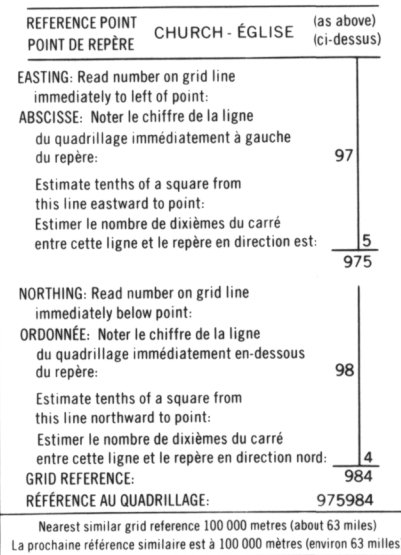 REFERENCE POINT
POINT DE REPÈRE
CHURCH - ÉGLISE
(as above)
(ci-dessus)
EASTING: Read number on grid line
immediately to left of point:
ABSCISSE: Noter le chiffre de la ligne
du quadrillage immédiatement à gauche
du repère: 97
Estimate tenths of a square from
this line eastward to point:
Estimer le nombre de dixièmes du carré
entre cette ligne et le repère en direction est: 5
975
NORTHING: Read number on grid line
immediately below point:
ORDONNÉE: Noter le chiffre de la ligne
du quadrillage immédiatement en-dessous
du repère: 98
Estimate tenths of a square from
this line northward to point:
Estimer le nombre de dixièmes du carré
entre cette ligne et le repère en direction nord: 4
GRID REFERENCE: 984
RÉFÉRENCE AU QUADRILLAGE: 975984
Nearest similar grid reference 100 000 metres (about 63 miles)
La prochaine référence similaire est à 100 000 mètres (environ 63 milles)